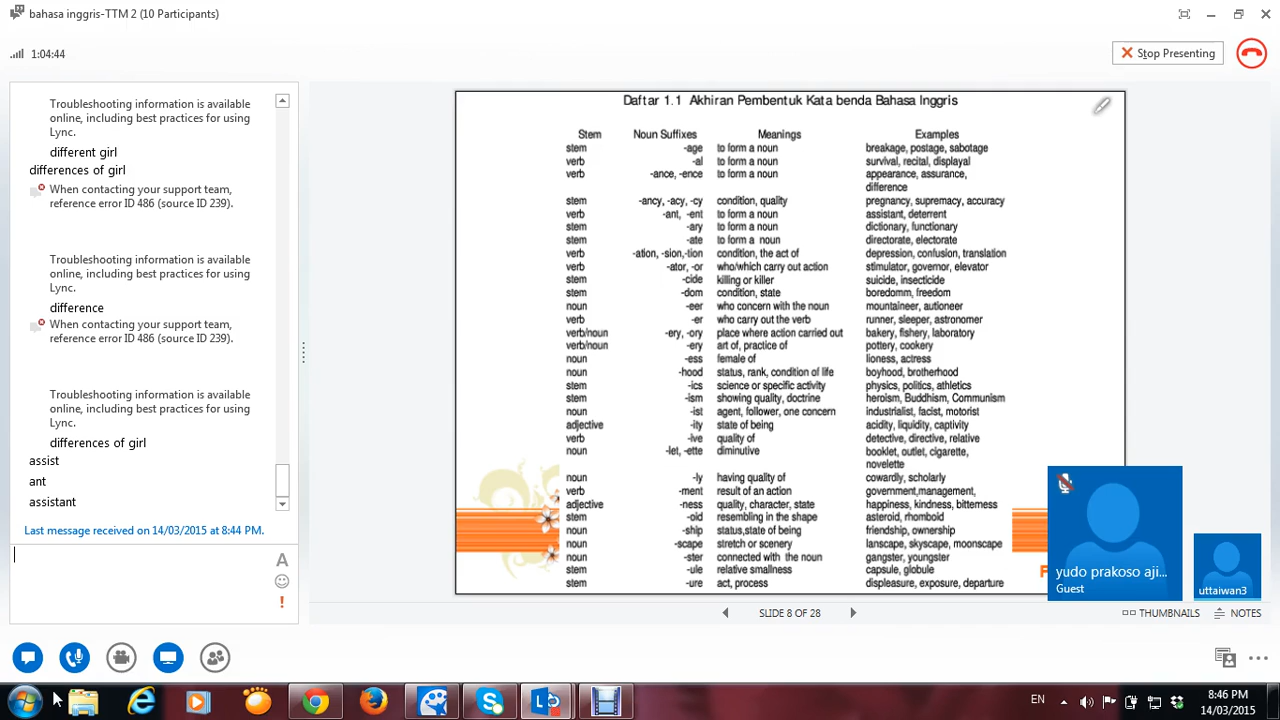 bahasa inggris-TTM 2 (10 Participants)
1:04:44
Stop Presenting
Troubleshooting information is available
online, including best practices for using
Lync.
different girl
differences of girl
When contacting your support team,
reference error ID 486 (source ID 239).
Troubleshooting information is available
online, including best practices for using
Lync.
difference
When contacting your support team,
reference error ID 486 (source ID 239).
Troubleshooting information is available
online, including best practices for using
Lync.
differences of girl
assist
ant
assistant
Last message received on 14/03/2015 at 8:44 PM.
A
Daftar 1.1 Akhiran Pembentuk Kata benda Bahasa Inggris
Stem Noun Suffixes Meanings Examples
stem -age to form a noun breakage, postage, sabotage
verb -al to form a noun survival, recital, displayal
verb -ance, -ence to form a noun appearance, assurance,
difference
stem -ancy, -acy, -cy condition, quality pregnancy, supremacy, accuracy
verb -ant, -ent to form a noun assistant, deterrent
stem -ary to form a noun dictionary, functionary
stem -ate to form a noun directorate, electorate
verb -ation, -sion,-tion condition, the act of depression, confusion, translation
verb -ator, -or who/which carry out action stimulator, governor, elevator
stem -cide killing or killer suicide, insecticide
stem -dom condition, state boredomm, freedom
noun -eer who concern with the noun mountaineer, autioneer
verb -er who carry out the verb runner, sleeper, astronomer
verb/noun -ery, -ory place where action carried out bakery, fishery, laboratory
verb/noun -ery art of, practice of pottery, cookery
noun -ess female of lioness, actress
noun -hood status, rank, condition of life boyhood, brotherhood
stem -ics science or specific activity physics, politics, athletics
stem -ism showing quality, doctrine heroism, Buddhism, Communism
noun -ist agent, follower, one concern industrialist, facist, motorist
adjective -ity state of being acidity, liquidity, captivity
verb -ive quality of detective, directive, relative
noun -let, -ette diminutive booklet, outlet, cigarette,
novelette
noun -ly having quality of cowardly, scholarly
verb -ment result of an action government,management,
adjective -ness quality, character, state happiness, kindness, bitterness
stem -oid resembling in the shape asteroid, rhomboid
noun -ship status,state of being friendship, ownership
noun -scape stretch or scenery lanscape, skyscape, moonscape
noun -ster connected with the noun gangster, youngster
stem -ule relative smallness capsule, globule
stem -ure act, process displeasure, exposure, departure
yudo prakoso aji...
Guest
uttaiwan3
SLIDE 8 OF 28
THUMBNAILS
NOTES
EN
8:46 PM
14/03/2015